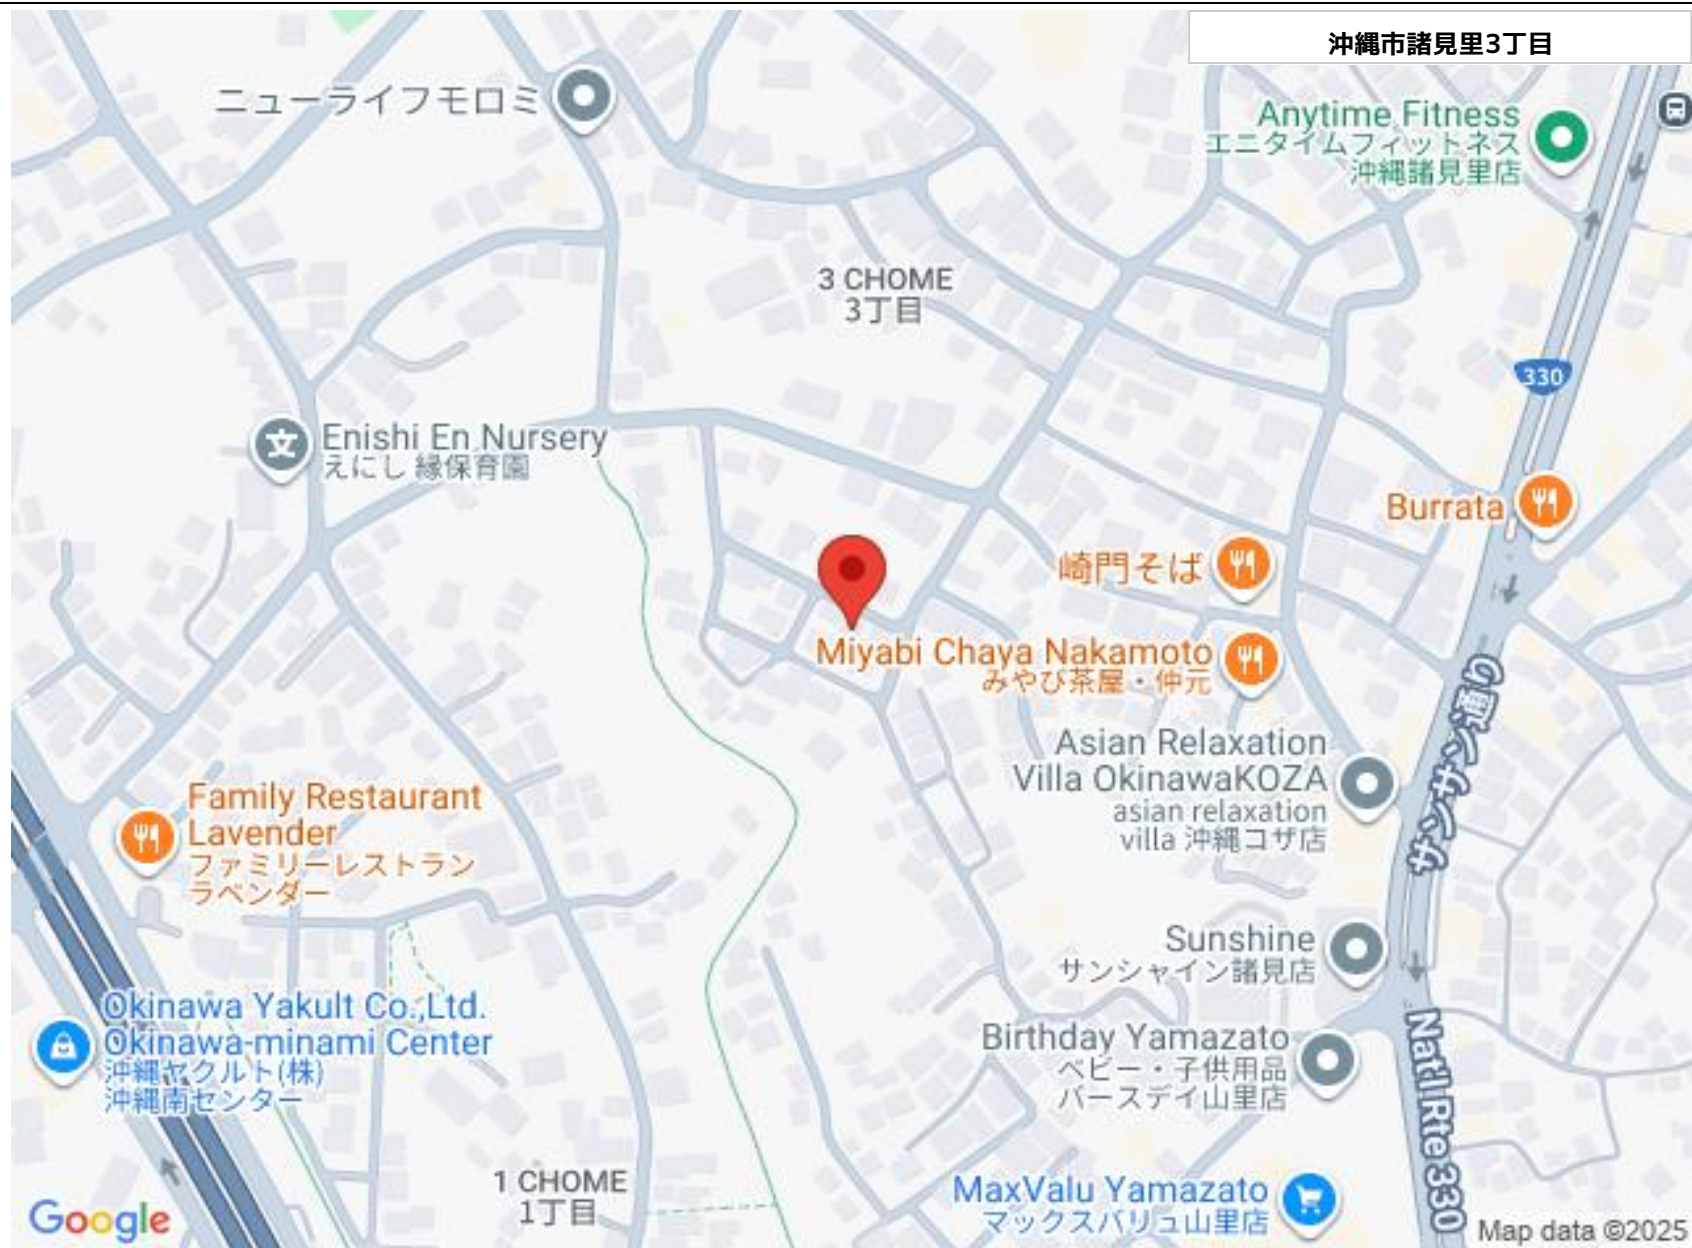 沖縄市諸見里3丁目
ニューライフモロミ
Anytime Fitness
エニタイムフィットネス
沖縄諸見里店
3 CHOME
3丁目
330
Enishi En Nursery
えにし 縁保育園
文
Burrata
崎門そば
Miyabi Chaya Nakamoto
みやび茶屋・仲元
サンサン通り
Asian Relaxation
Villa OkinawaKOZA
asian relaxation
villa 沖縄コザ店
Family Restaurant
Lavender
ファミリーレストラン
ラベンダー
Sunshine
サンシャイン諸見店
Okinawa Yakult Co.,Ltd.
Okinawa-minami Center
沖縄ヤクルト(株)
沖縄南センター
Birthday Yamazato
ベビー・子供用品
バースデイ山里店
Nat'l Rte 330
1 CHOME
1丁目
MaxValu Yamazato
マックスバリュ山里店
Google
Map data ©2025